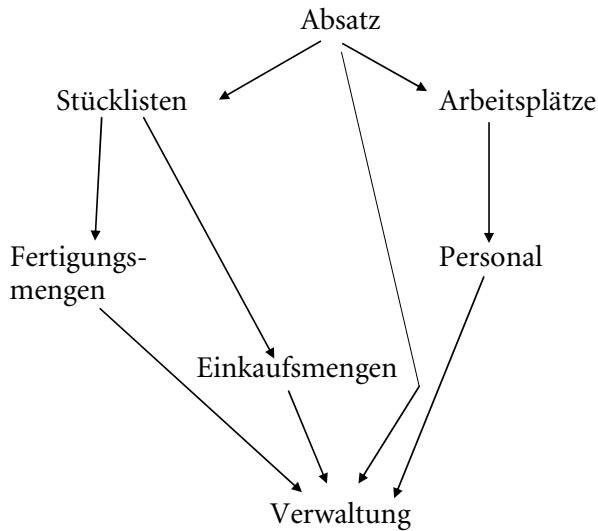 Absatz
Stücklisten
Arbeitsplätze
Fertigungs-
mengen
Personal
Einkaufsmengen
Verwaltung